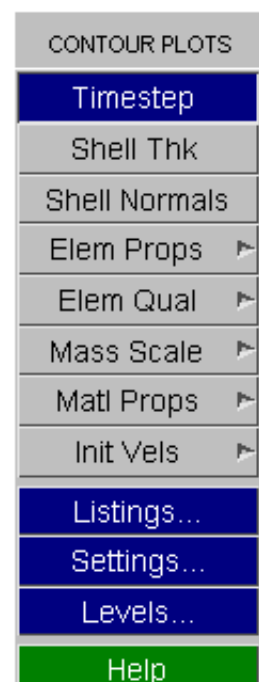 CONTOUR PLOTS
Timestep
Shell Thk
Shell Normals
Elem Props
Elem Qual
Mass Scale
Matl Props
Init Vels
Listings...
Settings...
Levels...
Help